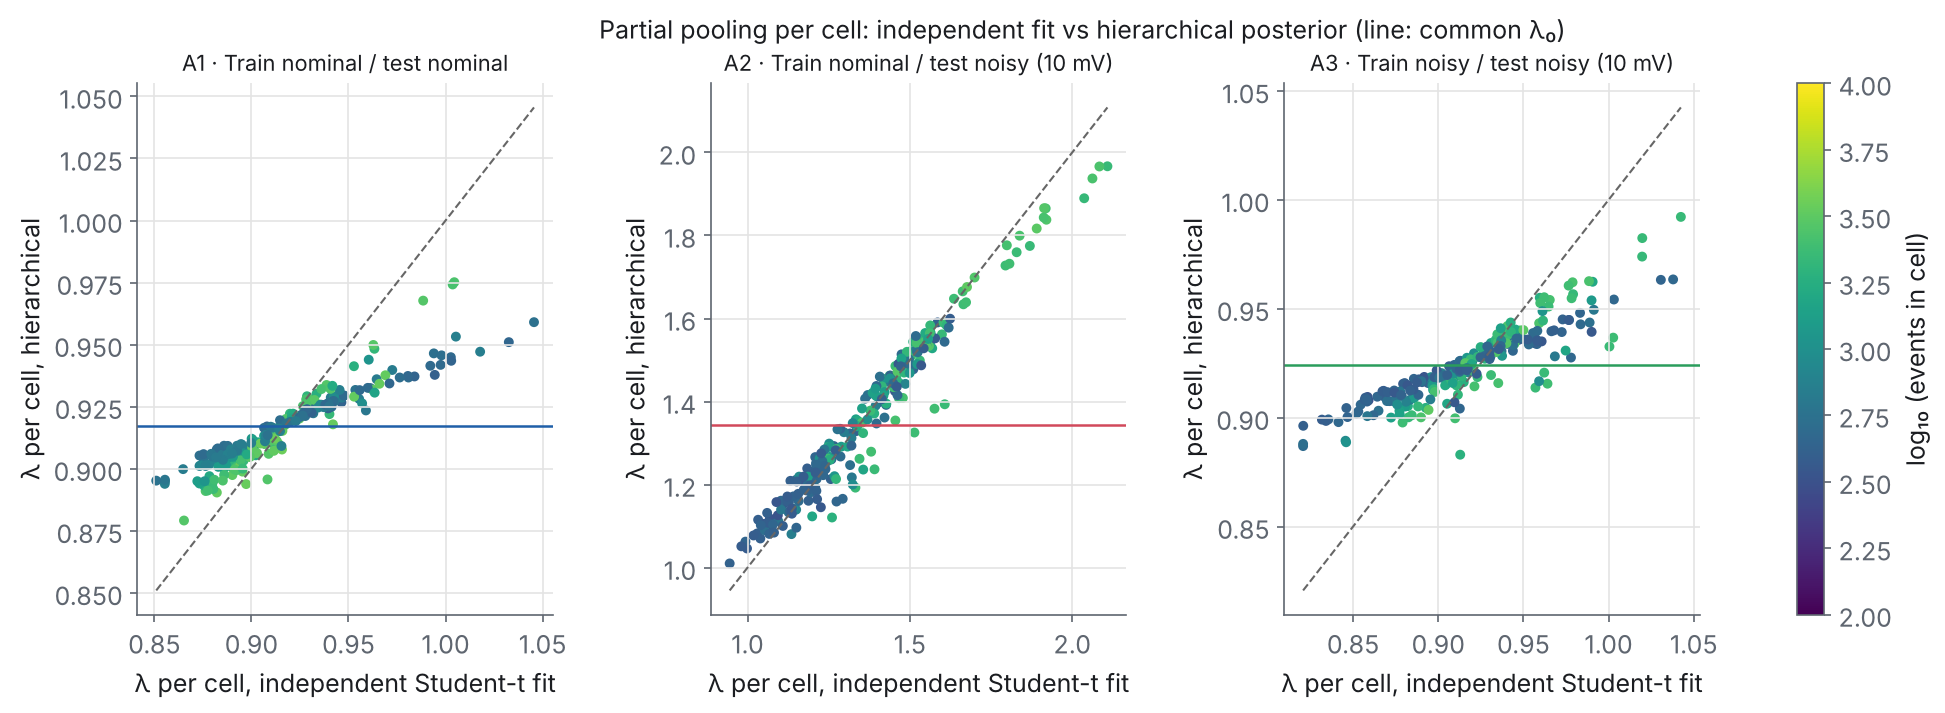 Partial pooling per cell: independent fit vs hierarchical posterior (line: common λ₀)
A1 · Train nominal / test nominal
1.050
1.025
1.000
0.975
0.950
0.925
0.900
0.875
0.850
0.85 0.90 0.95 1.00 1.05
λ per cell, hierarchical
λ per cell, independent Student-t fit
A2 · Train nominal / test noisy (10 mV)
2.0
1.8
1.6
1.4
1.2
1.0
1.0 1.5 2.0
λ per cell, hierarchical
λ per cell, independent Student-t fit
A3 · Train noisy / test noisy (10 mV)
1.05
1.00
0.95
0.90
0.85
0.85 0.90 0.95 1.00 1.05
λ per cell, hierarchical
λ per cell, independent Student-t fit
4.00
3.75
3.50
3.25
3.00
2.75
2.50
2.25
2.00
log₁₀ (events in cell)